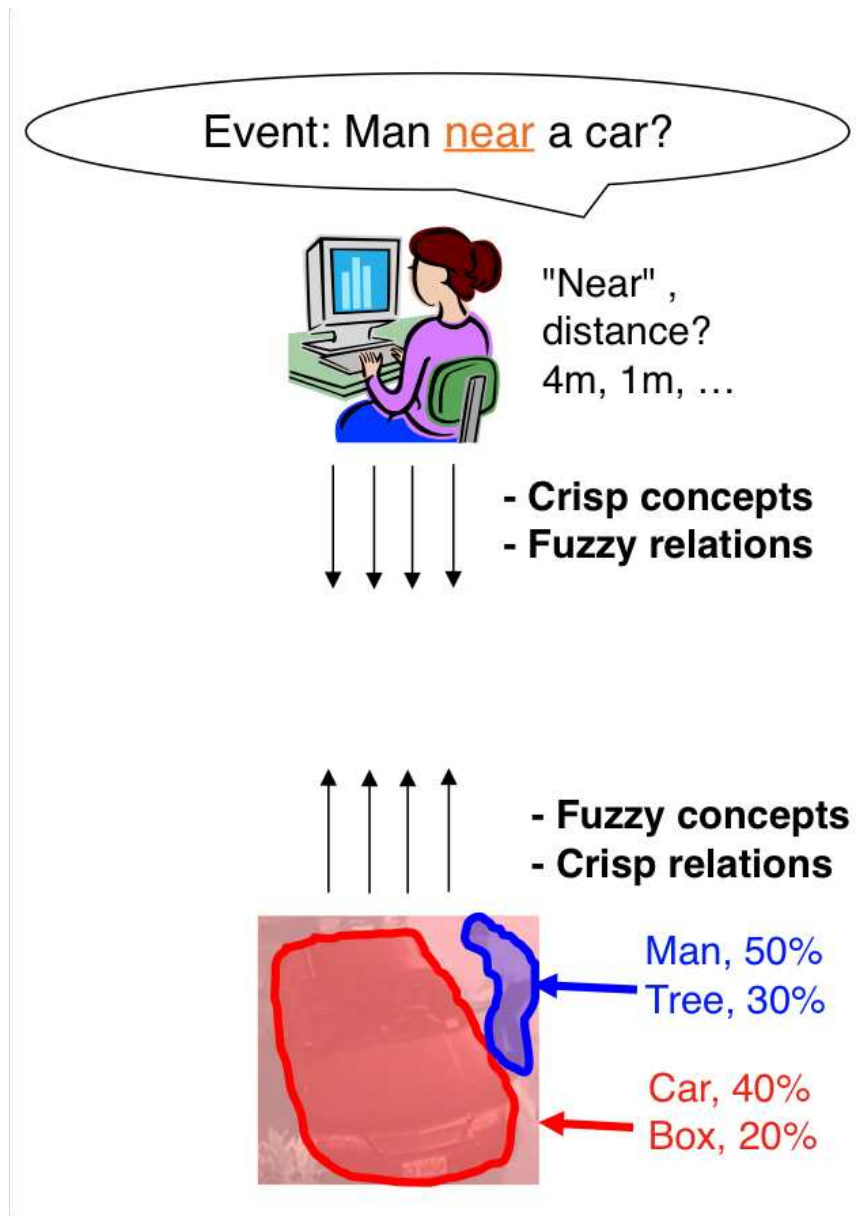 Event: Man near a car?
"Near" ,
distance?
4m, 1m, …
- Crisp concepts
- Fuzzy relations
- Fuzzy concepts
- Crisp relations
Man, 50%
Tree, 30%
Car, 40%
Box, 20%